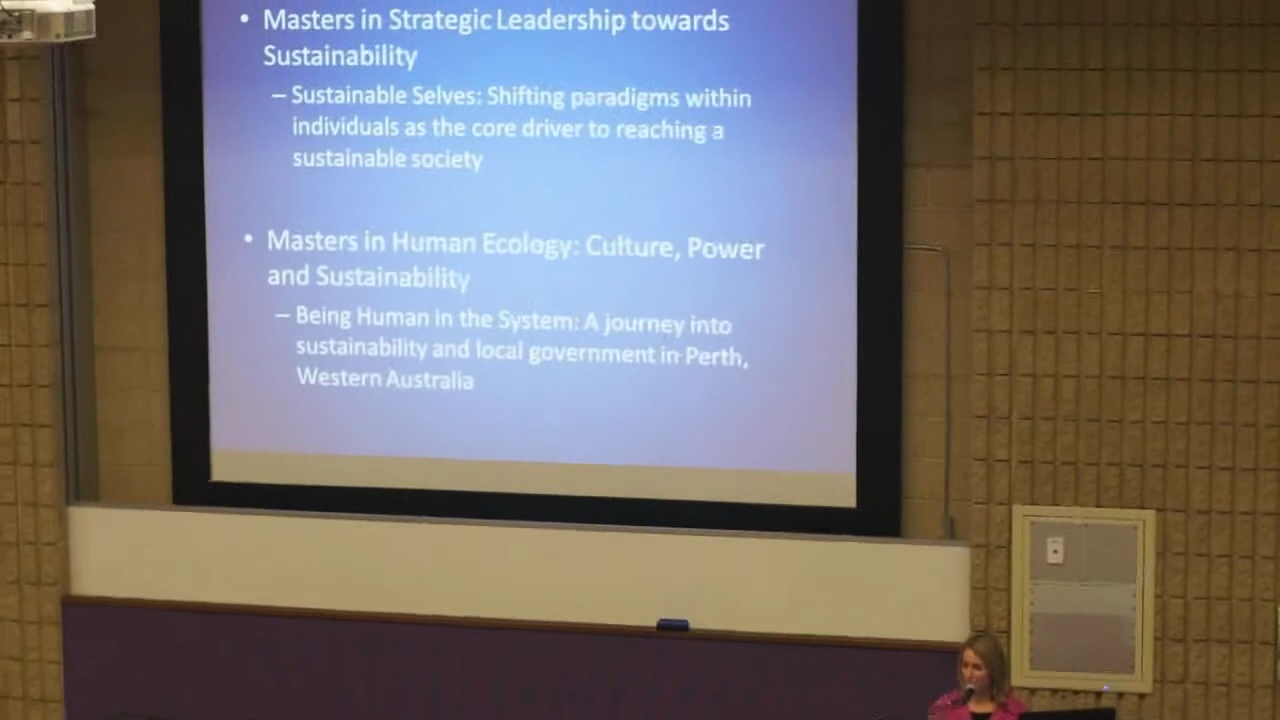 • Masters in Strategic Leadership towards
Sustainability
– Sustainable Selves: Shifting paradigms within
individuals as the core driver to reaching a
sustainable society
• Masters in Human Ecology: Culture, Power
and Sustainability
– Being Human in the System: A journey into
sustainability and local government in Perth,
Western Australia